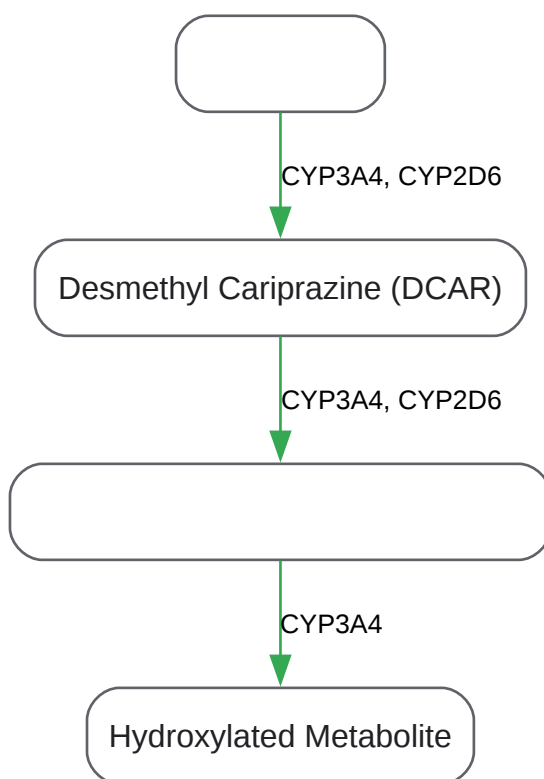 CYP3A4, CYP2D6
Desmethyl Cariprazine (DCAR)
CYP3A4, CYP2D6
CYP3A4
Hydroxylated Metabolite